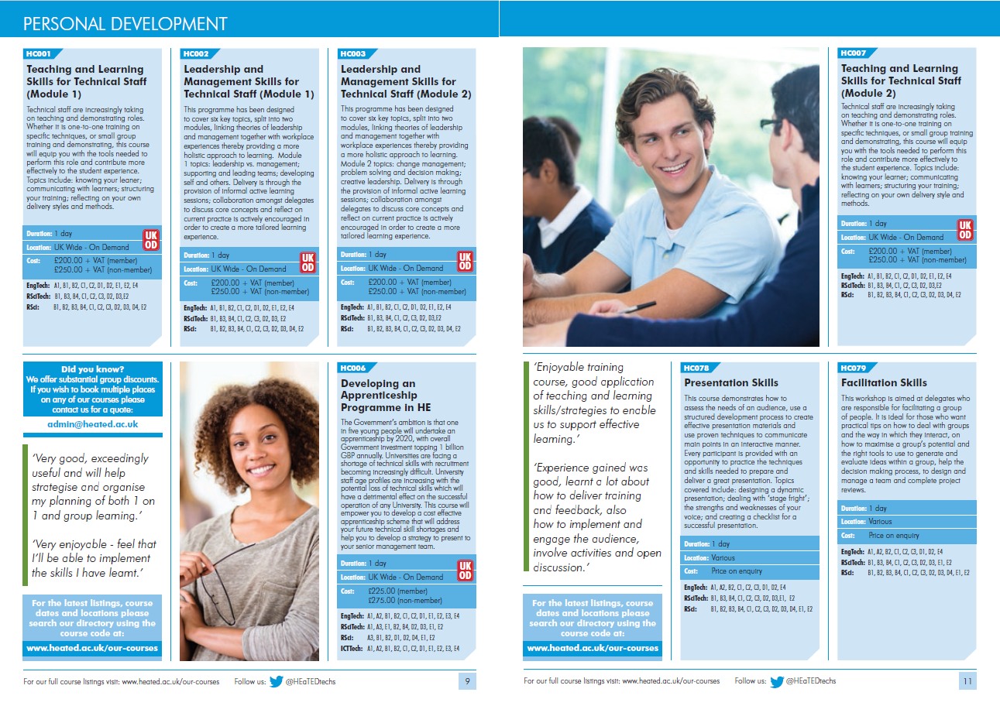 PERSONAL DEVELOPMENT
HC001
Teaching and Learning
Skills for Technical Staff
(Module 1)
Technical staff are increasingly taking
on teaching and demonstrating roles.
Whether it is one-to-one training on
specific techniques, or small group
training and demonstrating, this course
will equip you with the tools needed to
perform this role and contribute more
effectively to the student experience.
Topics include: knowing your leaner;
communicating with learners; structuring
your training; reflecting on your own
delivery styles and methods.
Duration: 1 day
Location: UK Wide - On Demand
UK
OD
Cost: £200.00 + VAT (member)
£250.00 + VAT (non-member)
EngTech: A1, B1, B2, C1, C2, D1, D2, E1, E2, E4
RSciTech: B1, B3, B4, C1, C2, C3, D2, D3,E2
RSci: B1, B2, B3, B4, C1, C2, C3, D2, D3, D4, E2
HC002
Leadership and
Management Skills for
Technical Staff (Module 1)
This programme has been designed
to cover six key topics, split into two
modules, linking theories of leadership
and management together with workplace
experiences thereby providing a more
holistic approach to learning. Module
1 topics: leadership vs. management;
supporting and leading teams; developing
self and others. Delivery is through the
provision of informal active learning
sessions; collaboration amongst delegates
to discuss core concepts and reflect on
current practice is actively encouraged in
order to create a more tailored learning
experience.
Duration: 1 day
Location: UK Wide - On Demand
UK
OD
Cost: £200.00 + VAT (member)
£250.00 + VAT (non-member)
EngTech: A1, B1, B2, C1, C2, D1, D2, E1, E2, E4
RSciTech: B1, B3, B4, C1, C2, C3, D2, D3, E2
RSci: B1, B2, B3, B4, C1, C2, C3, D2, D3, D4, E2
HC003
Leadership and
Management Skills for
Technical Staff (Module 2)
This programme has been designed
to cover six key topics, split into two
modules, linking theories of leadership
and management together with
workplace experiences thereby providing
a more holistic approach to learning.
Module 2 topics: change management;
problem solving and decision making;
creative leadership. Delivery is through
the provision of informal active learning
sessions; collaboration amongst
delegates to discuss core concepts and
reflect on current practice is actively
encouraged in order to create a more
tailored learning experience.
Duration: 1 day
Location: UK Wide - On Demand
UK
OD
Cost: £200.00 + VAT (member)
£250.00 + VAT (non-member)
EngTech: A1, B1, B2, C1, C2, D1, D2, E1, E2, E4
RSciTech: B1, B3, B4, C1, C2, C3, D2, D3,E2
RSci: B1, B2, B3, B4, C1, C2, C3, D2, D3, D4, E2
Did you know?
We offer substantial group discounts.
If you wish to book multiple places
on any of our courses please
contact us for a quote:
admin@heated.ac.uk
‘Very good, exceedingly
useful and will help
strategise and organise
my planning of both 1 on
1 and group learning.’
‘Very enjoyable - feel that
I’ll be able to implement
the skills I have learnt.’
For the latest listings, course
dates and locations please
search our directory using the
course code at:
www.heated.ac.uk/our-courses
HC006
Developing an
Apprenticeship
Programme in HE
The Government’s ambition is that one
in five young people will undertake an
apprenticeship by 2020, with overall
Government investment topping 1 billion
GBP annually. Universities are facing a
shortage of technical skills with recruitment
becoming increasingly difficult. University
staff age profiles are increasing with the
potential loss of technical skills which will
have a detrimental effect on the successful
operation of any University. This course will
empower you to develop a cost effective
apprenticeship scheme that will address
your future technical skill shortages and
help you to develop a strategy to present to
your senior management team.
Duration: 1 day
Location: UK Wide - On Demand
UK
OD
Cost: £225.00 (member)
£275.00 (non-member)
EngTech: A1, A2, B1, B2, C1, C2, D1, E1, E2, E3, E4
RSciTech: A1, A3, E1, B2, B4, D2, D3, E1, E2
RSci: A3, B1, B2, D1, D2, D4, E1, E2
ICTTech: A1, A2, B1, B2, C1, C2, D1, E1, E2, E3, E4
For our full course listings visit: www.heated.ac.uk/our-courses Follow us: @HEaTEDtechs
9
HC007
Teaching and Learning
Skills for Technical Staff
(Module 2)
Technical staff are increasingly taking
on teaching and demonstrating roles.
Whether it is one-to-one training on
specific techniques, or small group training
and demonstrating, this course will equip
you with the tools needed to perform this
role and contribute more effectively to
the student experience. Topics include:
knowing your learner; communicating
with learners; structuring your training;
reflecting on your own delivery style and
methods.
Duration: 1 day
Location: UK Wide - On Demand
UK
OD
Cost: £200.00 + VAT (member)
£250.00 + VAT (non-member)
EngTech: A1, B1, B2, C1, C2, D1, D2, E1, E2, E4
RSciTech: B1, B3, B4, C1, C2, C3, D2, D3,E2
RSci: B1, B2, B3, B4, C1, C2, C3, D2, D3, D4, E2
‘Enjoyable training
course, good application
of teaching and learning
skills/strategies to enable
us to support effective
learning.’
‘Experience gained was
good, learnt a lot about
how to deliver training
and feedback, also
how to implement and
engage the audience,
involve activities and open
discussion.’
For the latest listings, course
dates and locations please
search our directory using the
course code at:
www.heated.ac.uk/our-courses
HC078
Presentation Skills
This course demonstrates how to
assess the needs of an audience, use a
structured development process to create
effective presentation materials and
use proven techniques to communicate
main points in an interactive manner.
Every participant is provided with an
opportunity to practice the techniques
and skills needed to prepare and
deliver a great presentation. Topics
covered include: designing a dynamic
presentation; dealing with ‘stage fright’;
the strengths and weaknesses of your
voice; and creating a checklist for a
successful presentation.
Duration: 1 day
Location: Various
Cost: Price on enquiry
EngTech: A1, A2, B2, C1, C2, C3, D1, D2, E4
RSciTech: B1, B3, B4, C1, C2, C3, D2, D3,E1, E2
RSci: B1, B2, B3, B4, C1, C2, C3, D2, D3, D4, E1, E2
HC079
Facilitation Skills
This workshop is aimed at delegates who
are responsible for facilitating a group
of people. It is ideal for those who want
practical tips on how to deal with groups
and the way in which they interact, on
how to maximise a group’s potential and
the right tools to use to generate and
evaluate ideas within a group, help the
decision making process, to design and
manage a team and complete project
reviews.
Duration: 1 day
Location: Various
Cost: Price on enquiry
EngTech: A1, A2, B2, C1, C2, C3, D1, D2, E4
RSciTech: B1, B3, B4, C1, C2, C3, D2, D3, E1, E2
RSci: B1, B2, B3, B4, C1, C2, C3, D2, D3, D4, E1, E2
For our full course listings visit: www.heated.ac.uk/our-courses Follow us: @HEaTEDtechs
11